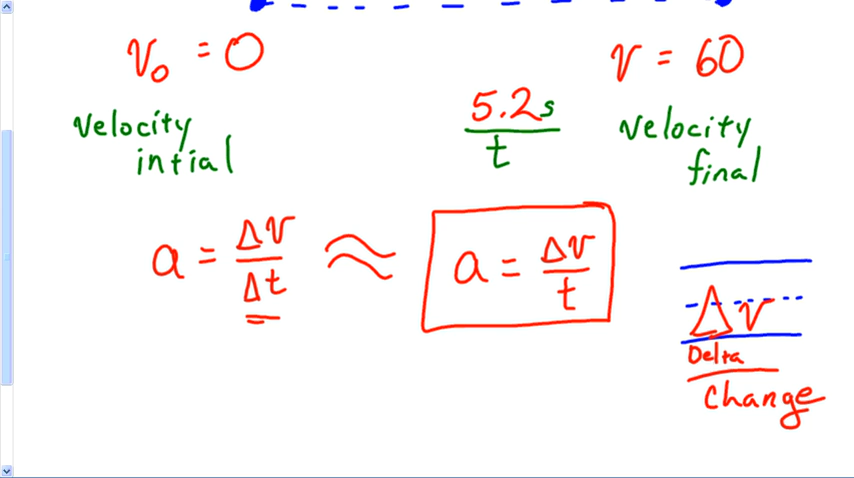 v₀ = 0
v = 60
velocity
intial
5.2s
t
velocity
final
a = Δv/Δt ≈ a = Δv/t
Δv
Delta
Change